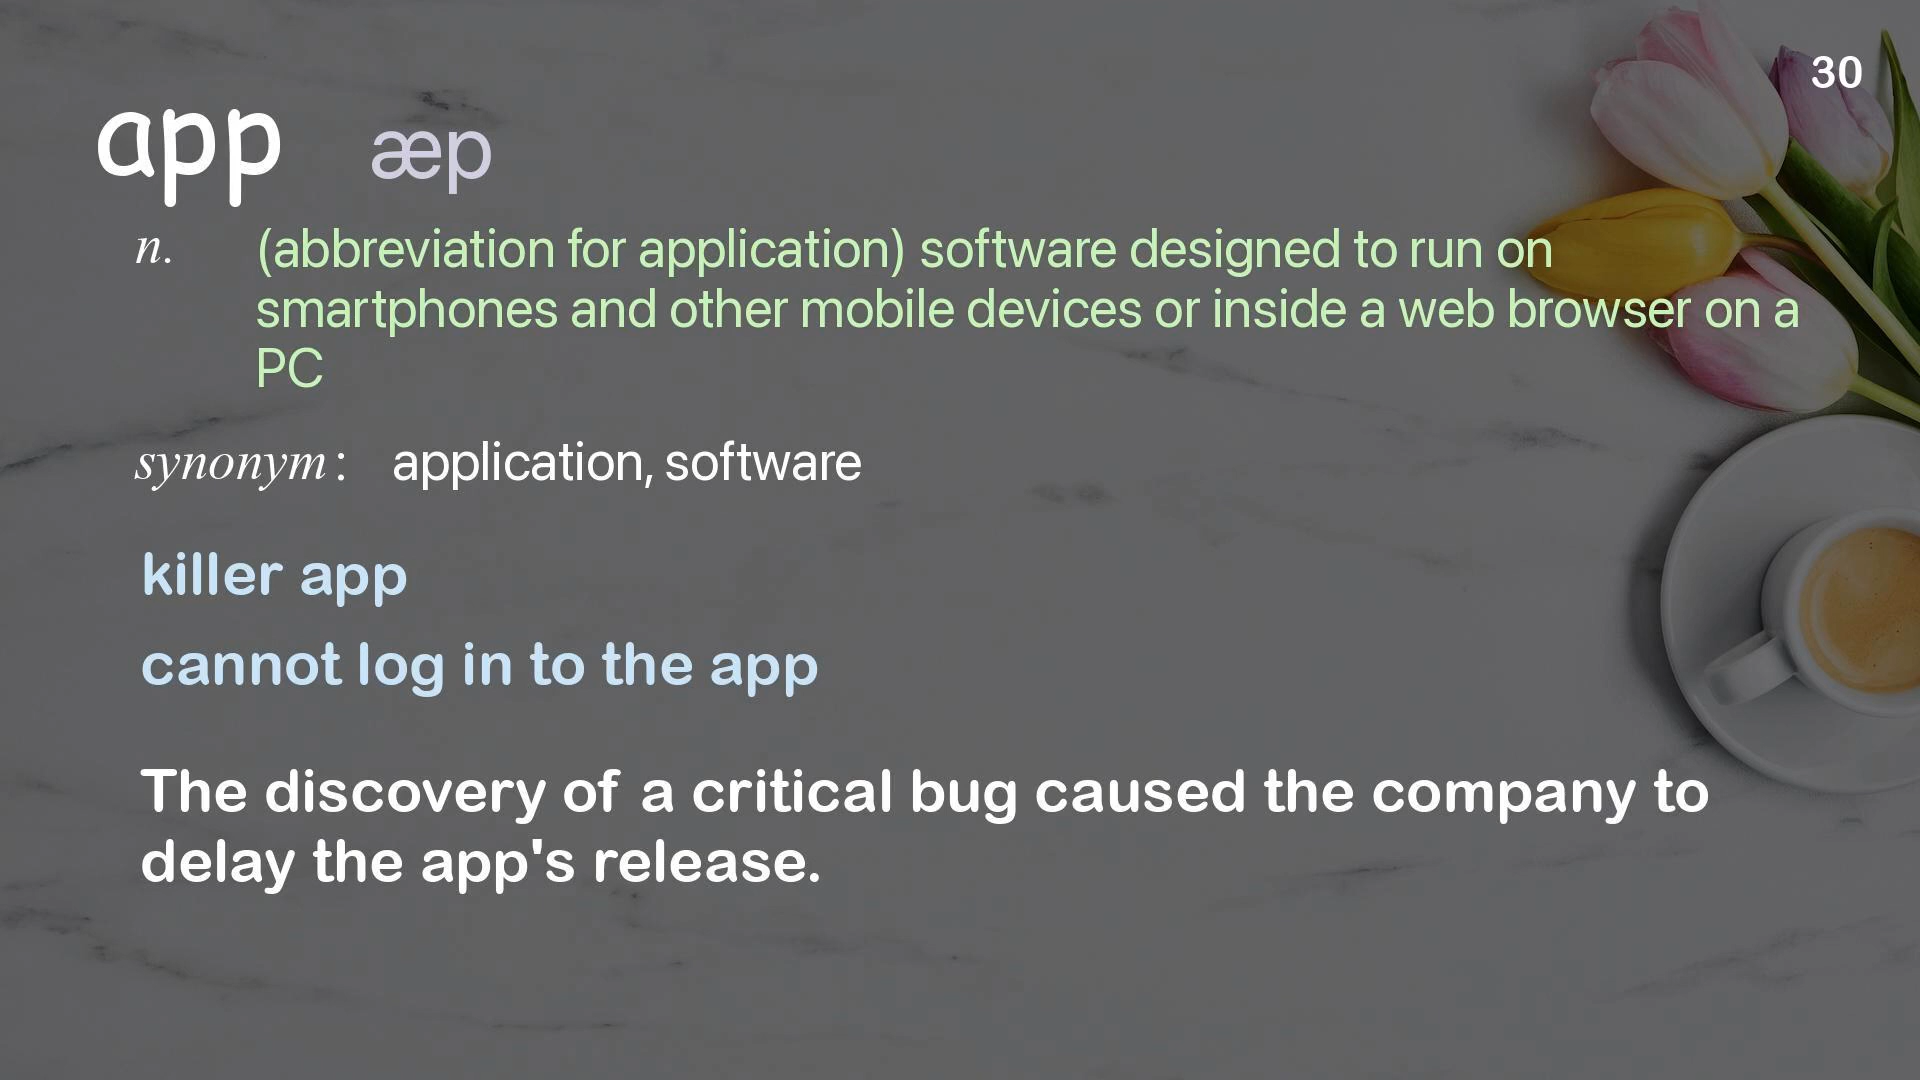 30
app æp
n. (abbreviation for application) software designed to run on
smartphones and other mobile devices or inside a web browser on a
PC
synonym : application, software
killer app
cannot log in to the app
The discovery of a critical bug caused the company to
delay the app's release.